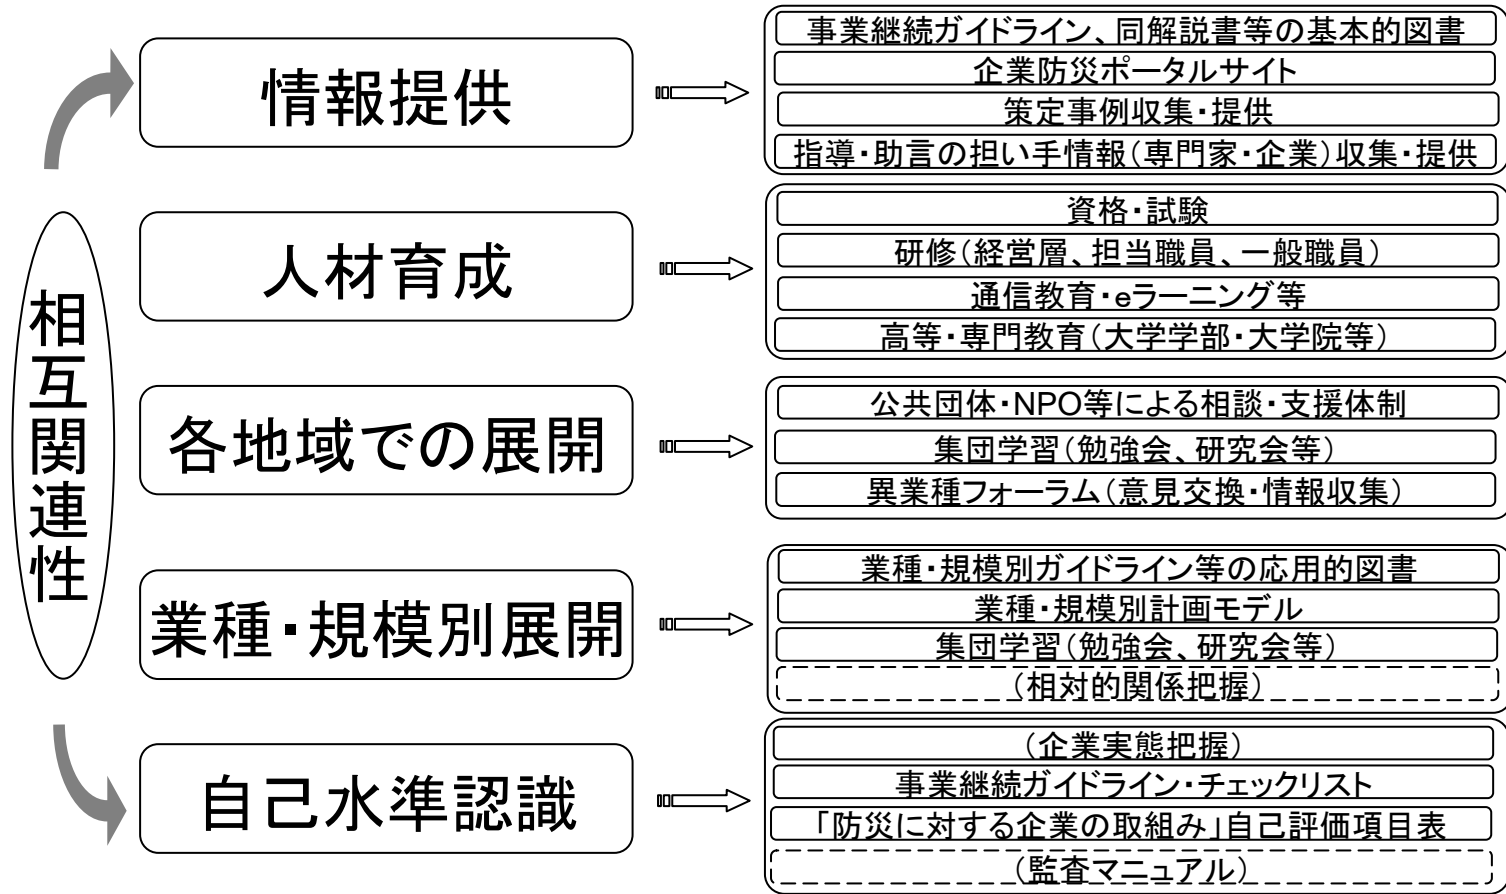 相互関連性
情報提供
事業継続ガイドライン、同解説書等の基本的図書
企業防災ポータルサイト
策定事例収集・提供
指導・助言の担い手情報(専門家・企業)収集・提供
人材育成
資格・試験
研修(経営層、担当職員、一般職員)
通信教育・eラーニング等
高等・専門教育(大学学部・大学院等)
各地域での展開
公共団体・NPO等による相談・支援体制
集団学習(勉強会、研究会等)
異業種フォーラム(意見交換・情報収集)
業種・規模別展開
業種・規模別ガイドライン等の応用的図書
業種・規模別計画モデル
集団学習(勉強会、研究会等)
(相対的関係把握)
自己水準認識
(企業実態把握)
事業継続ガイドライン・チェックリスト
「防災に対する企業の取組み」自己評価項目表
(監査マニュアル)